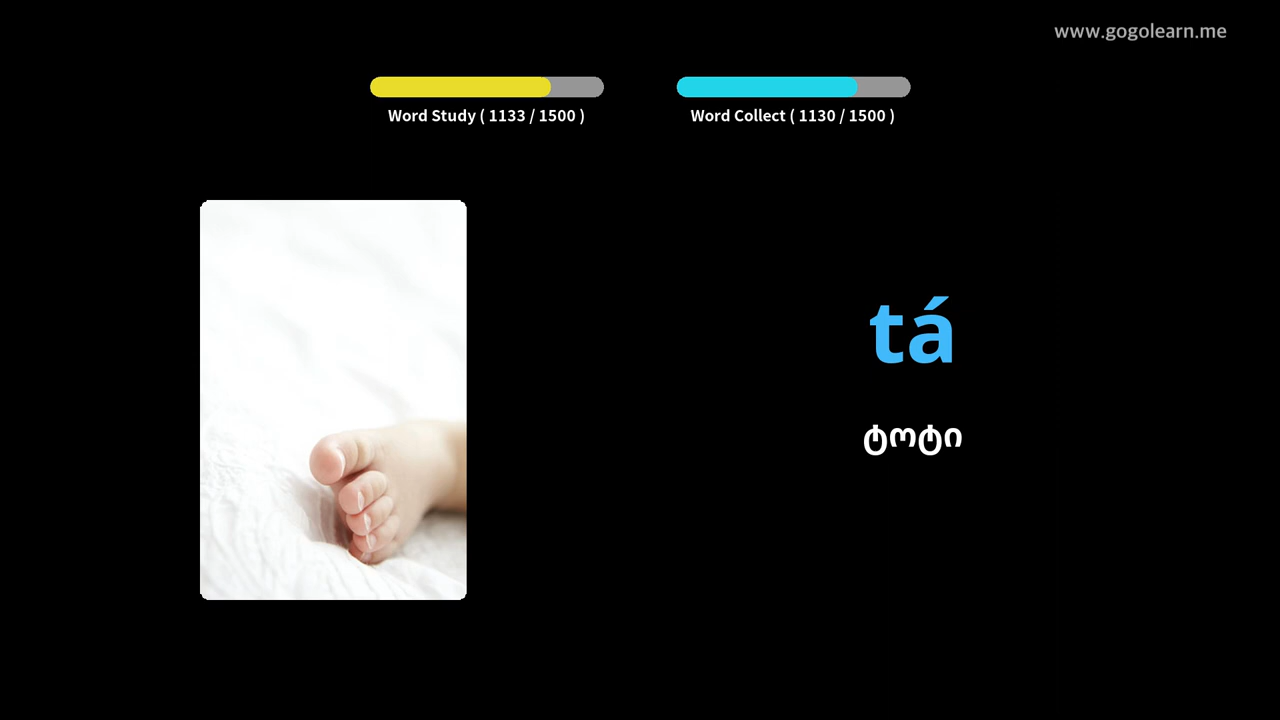 www.gogolearn.me
Word Study ( 1133 / 1500 )
Word Collect ( 1130 / 1500 )
tá
ტოტი